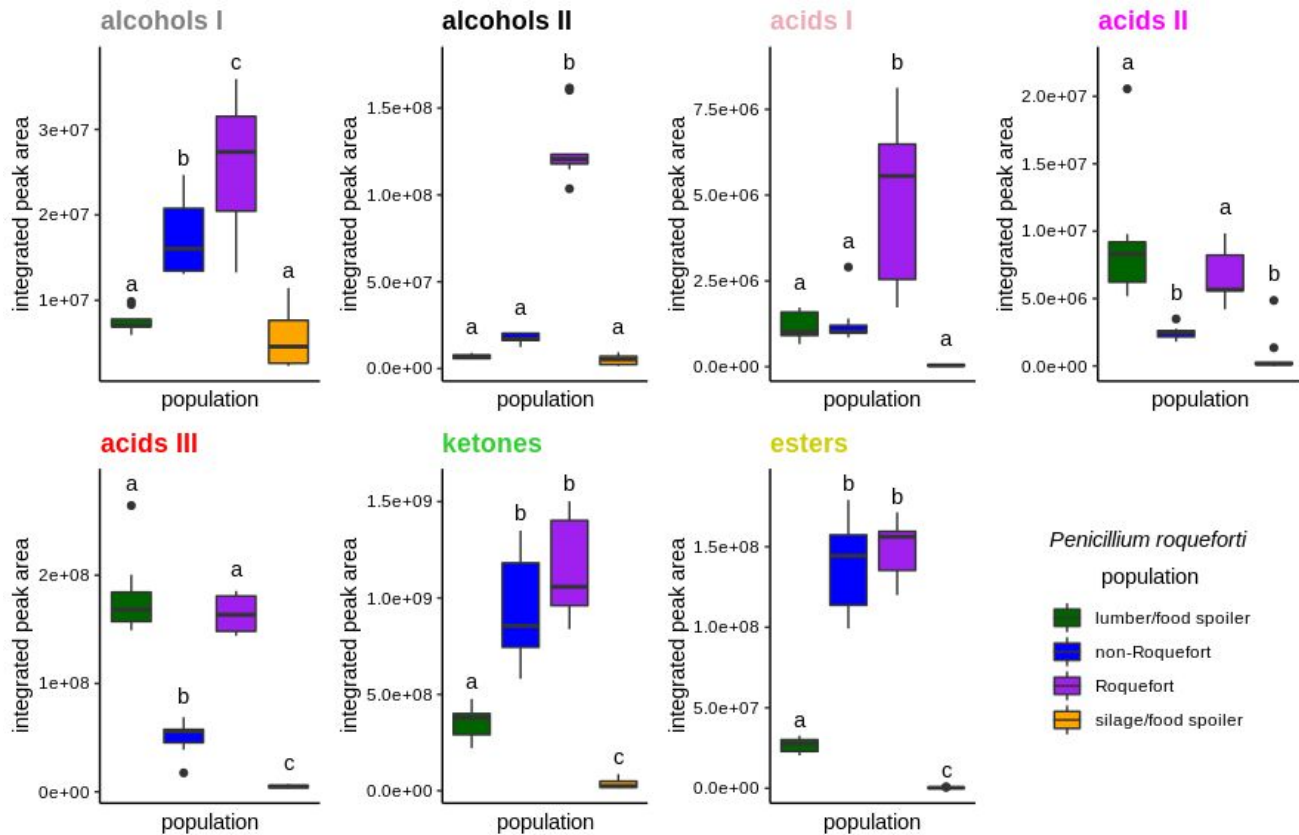 alcohols I
integrated peak area
3e+07
2e+07
1e+07
a
b
c
a
population
alcohols II
integrated peak area
1.5e+08
1.0e+08
5.0e+07
0.0e+00
a
a
b
a
population
acids I
integrated peak area
7.5e+06
5.0e+06
2.5e+06
0.0e+00
a
a
b
a
population
acids II
integrated peak area
2.0e+07
1.5e+07
1.0e+07
5.0e+06
0.0e+00
a
b
a
b
population
acids III
integrated peak area
2e+08
1e+08
0e+00
a
b
a
c
population
ketones
integrated peak area
1.5e+09
1.0e+09
5.0e+08
0.0e+00
a
b
b
c
population
esters
integrated peak area
1.5e+08
1.0e+08
5.0e+07
0.0e+00
a
b
b
c
population
Penicillium roqueforti
population
lumber/food spoiler
non-Roquefort
Roquefort
silage/food spoiler